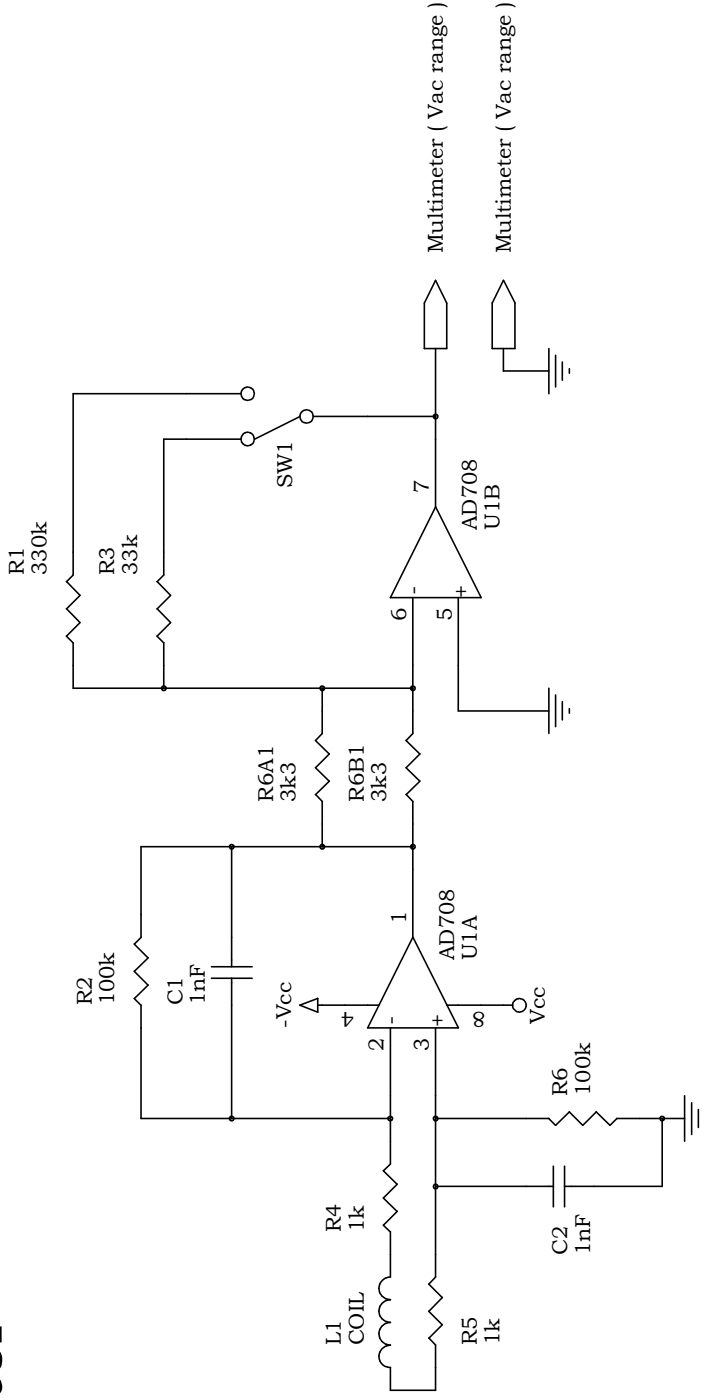 R1
330k
R3
33k
SW1
Multimeter ( Vac range )
Multimeter ( Vac range )
R6A1
3k3
R6B1
3k3
6
-
5
+
7
AD708
U1B
R2
100k
C1
1nF
-Vcc
4
2
-
3
+
8
Vcc
1
AD708
U1A
L1
COIL
R4
1k
R5
1k
C2
1nF
R6
100k